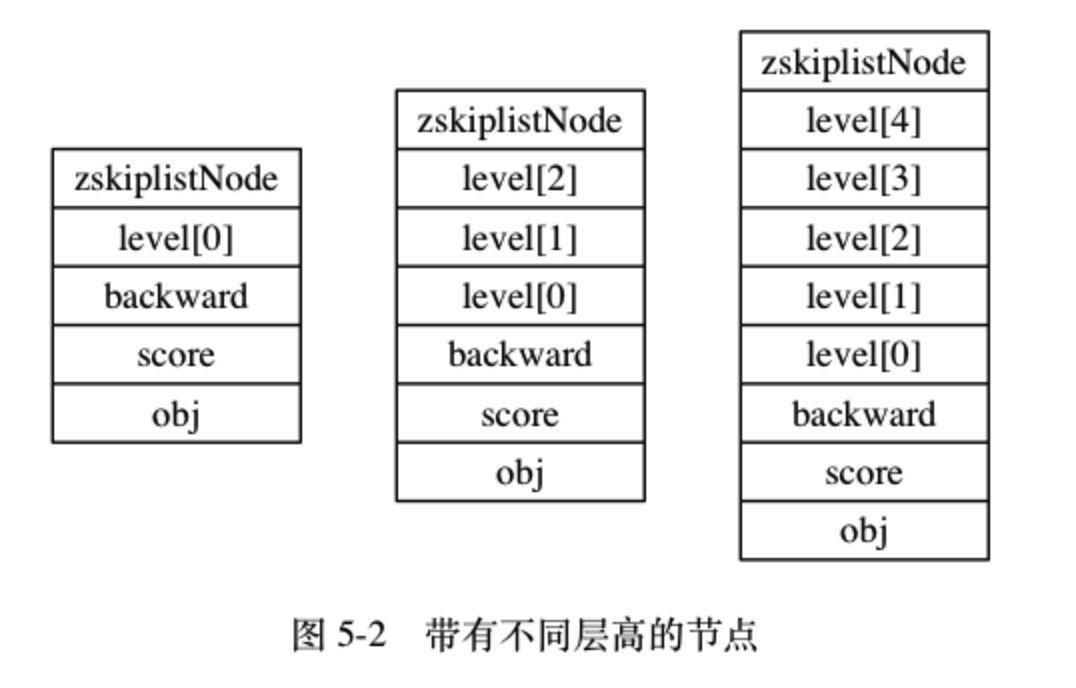 zskiplistNode
level[0]
backward
score
obj
zskiplistNode
level[2]
level[1]
level[0]
backward
score
obj
zskiplistNode
level[4]
level[3]
level[2]
level[1]
level[0]
backward
score
obj
图 5-2 带有不同层高的节点